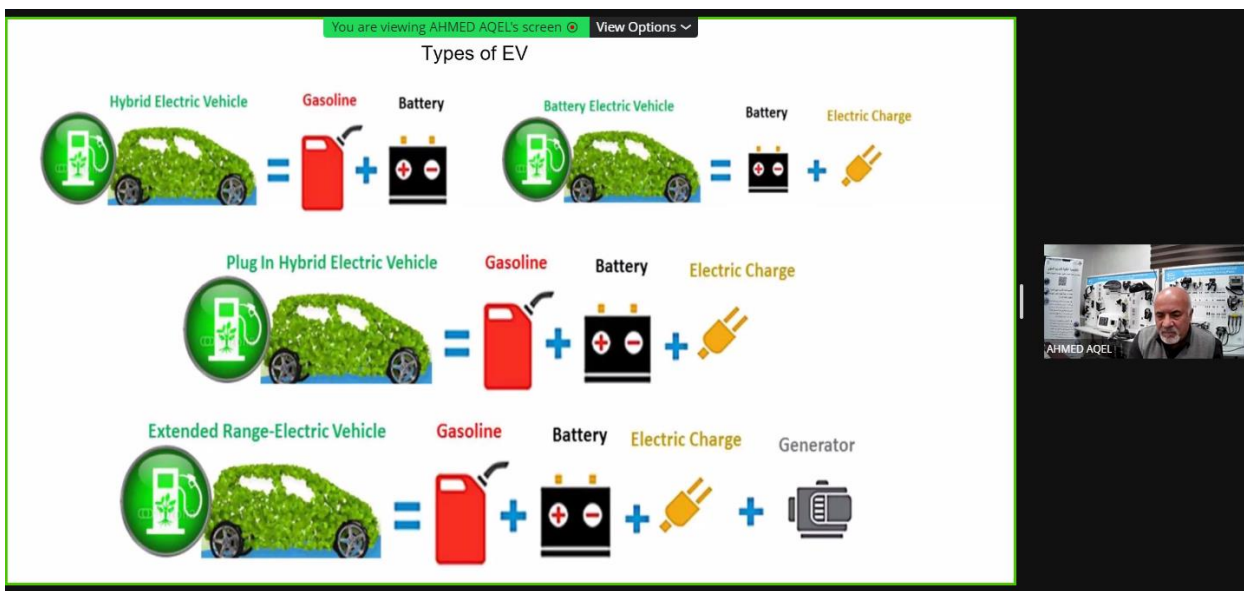 You are viewing AHMED AQEL's screen
View Options
Types of EV
Hybrid Electric Vehicle
Gasoline
Battery
Battery Electric Vehicle
Battery
Electric Charge
Plug In Hybrid Electric Vehicle
Gasoline
Battery
Electric Charge
Extended Range-Electric Vehicle
Gasoline
Battery
Electric Charge
Generator
AHMED AQEL